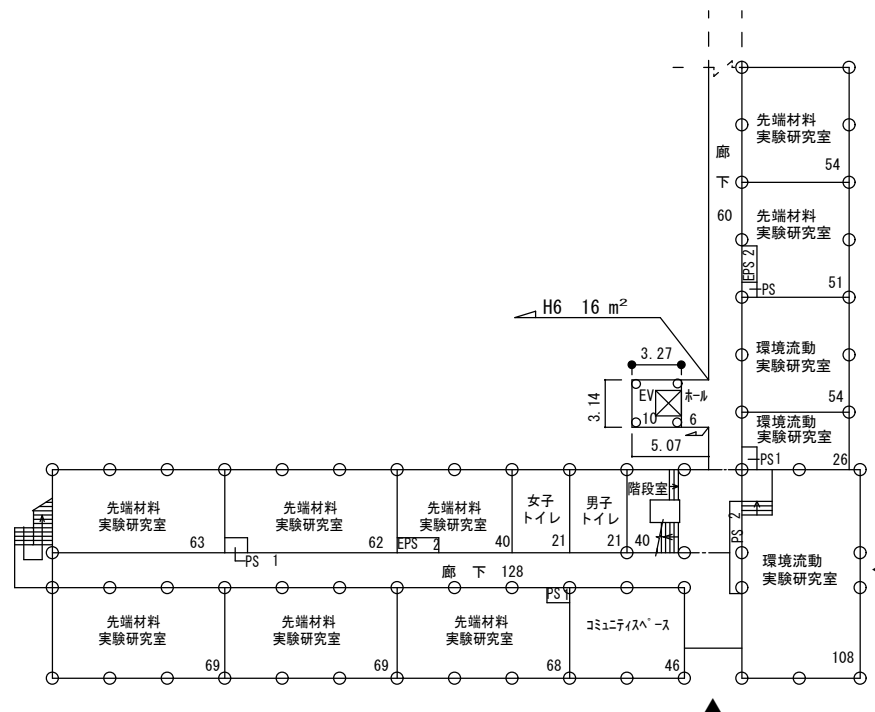 先端材料
実験研究室
54
廊
下
60
先端材料
実験研究室
EPS 2
PS
51
H6 16 m²
3.27
環境流動
実験研究室
54
EV
ホール
3.14
10
6
環境流動
実験研究室
5.07
PS1
26
先端材料
実験研究室
63
先端材料
実験研究室
62
先端材料
実験研究室
EPS 2
40
女子
トイレ
21
男子
トイレ
21
階段室
40
PS 2
環境流動
実験研究室
PS 1
廊 下 128
PS1
先端材料
実験研究室
69
先端材料
実験研究室
69
先端材料
実験研究室
68
コミュニティスペース
46
108